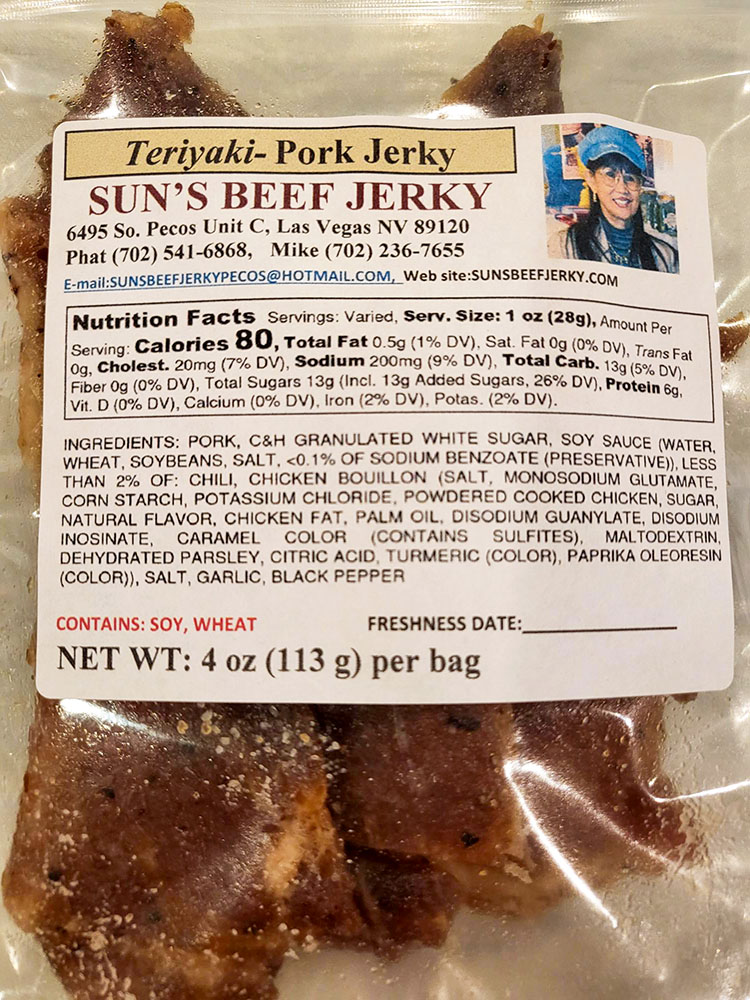 Teriyaki- Pork Jerky
SUN'S BEEF JERKY
6495 So. Pecos Unit C, Las Vegas NV 89120
Phat (702) 541-6868, Mike (702) 236-7655
E-mail:SUNSBEEFJERKYPECOS@HOTMAIL.COM, Web site:SUNSBEEFJERKY.COM
Nutrition Facts Servings: Varied, Serv. Size: 1 oz (28g), Amount Per
Serving: Calories 80, Total Fat 0.5g (1% DV), Sat. Fat 0g (0% DV), Trans Fat
0g, Cholest. 20mg (7% DV), Sodium 200mg (9% DV), Total Carb. 13g (5% DV),
Fiber 0g (0% DV), Total Sugars 13g (Incl. 13g Added Sugars, 26% DV), Protein 6g,
Vit. D (0% DV), Calcium (0% DV), Iron (2% DV), Potas. (2% DV).
INGREDIENTS: PORK, C&H GRANULATED WHITE SUGAR, SOY SAUCE (WATER,
WHEAT, SOYBEANS, SALT, <0.1% OF SODIUM BENZOATE (PRESERVATIVE)), LESS
THAN 2% OF: CHILI, CHICKEN BOUILLON (SALT, MONOSODIUM GLUTAMATE,
CORN STARCH, POTASSIUM CHLORIDE, POWDERED COOKED CHICKEN, SUGAR,
NATURAL FLAVOR, CHICKEN FAT, PALM OIL, DISODIUM GUANYLATE, DISODIUM
INOSINATE, CARAMEL COLOR (CONTAINS SULFITES), MALTODEXTRIN,
DEHYDRATED PARSLEY, CITRIC ACID, TURMERIC (COLOR), PAPRIKA OLEORESIN
(COLOR)), SALT, GARLIC, BLACK PEPPER
CONTAINS: SOY, WHEAT FRESHNESS DATE:
NET WT: 4 oz (113 g) per bag